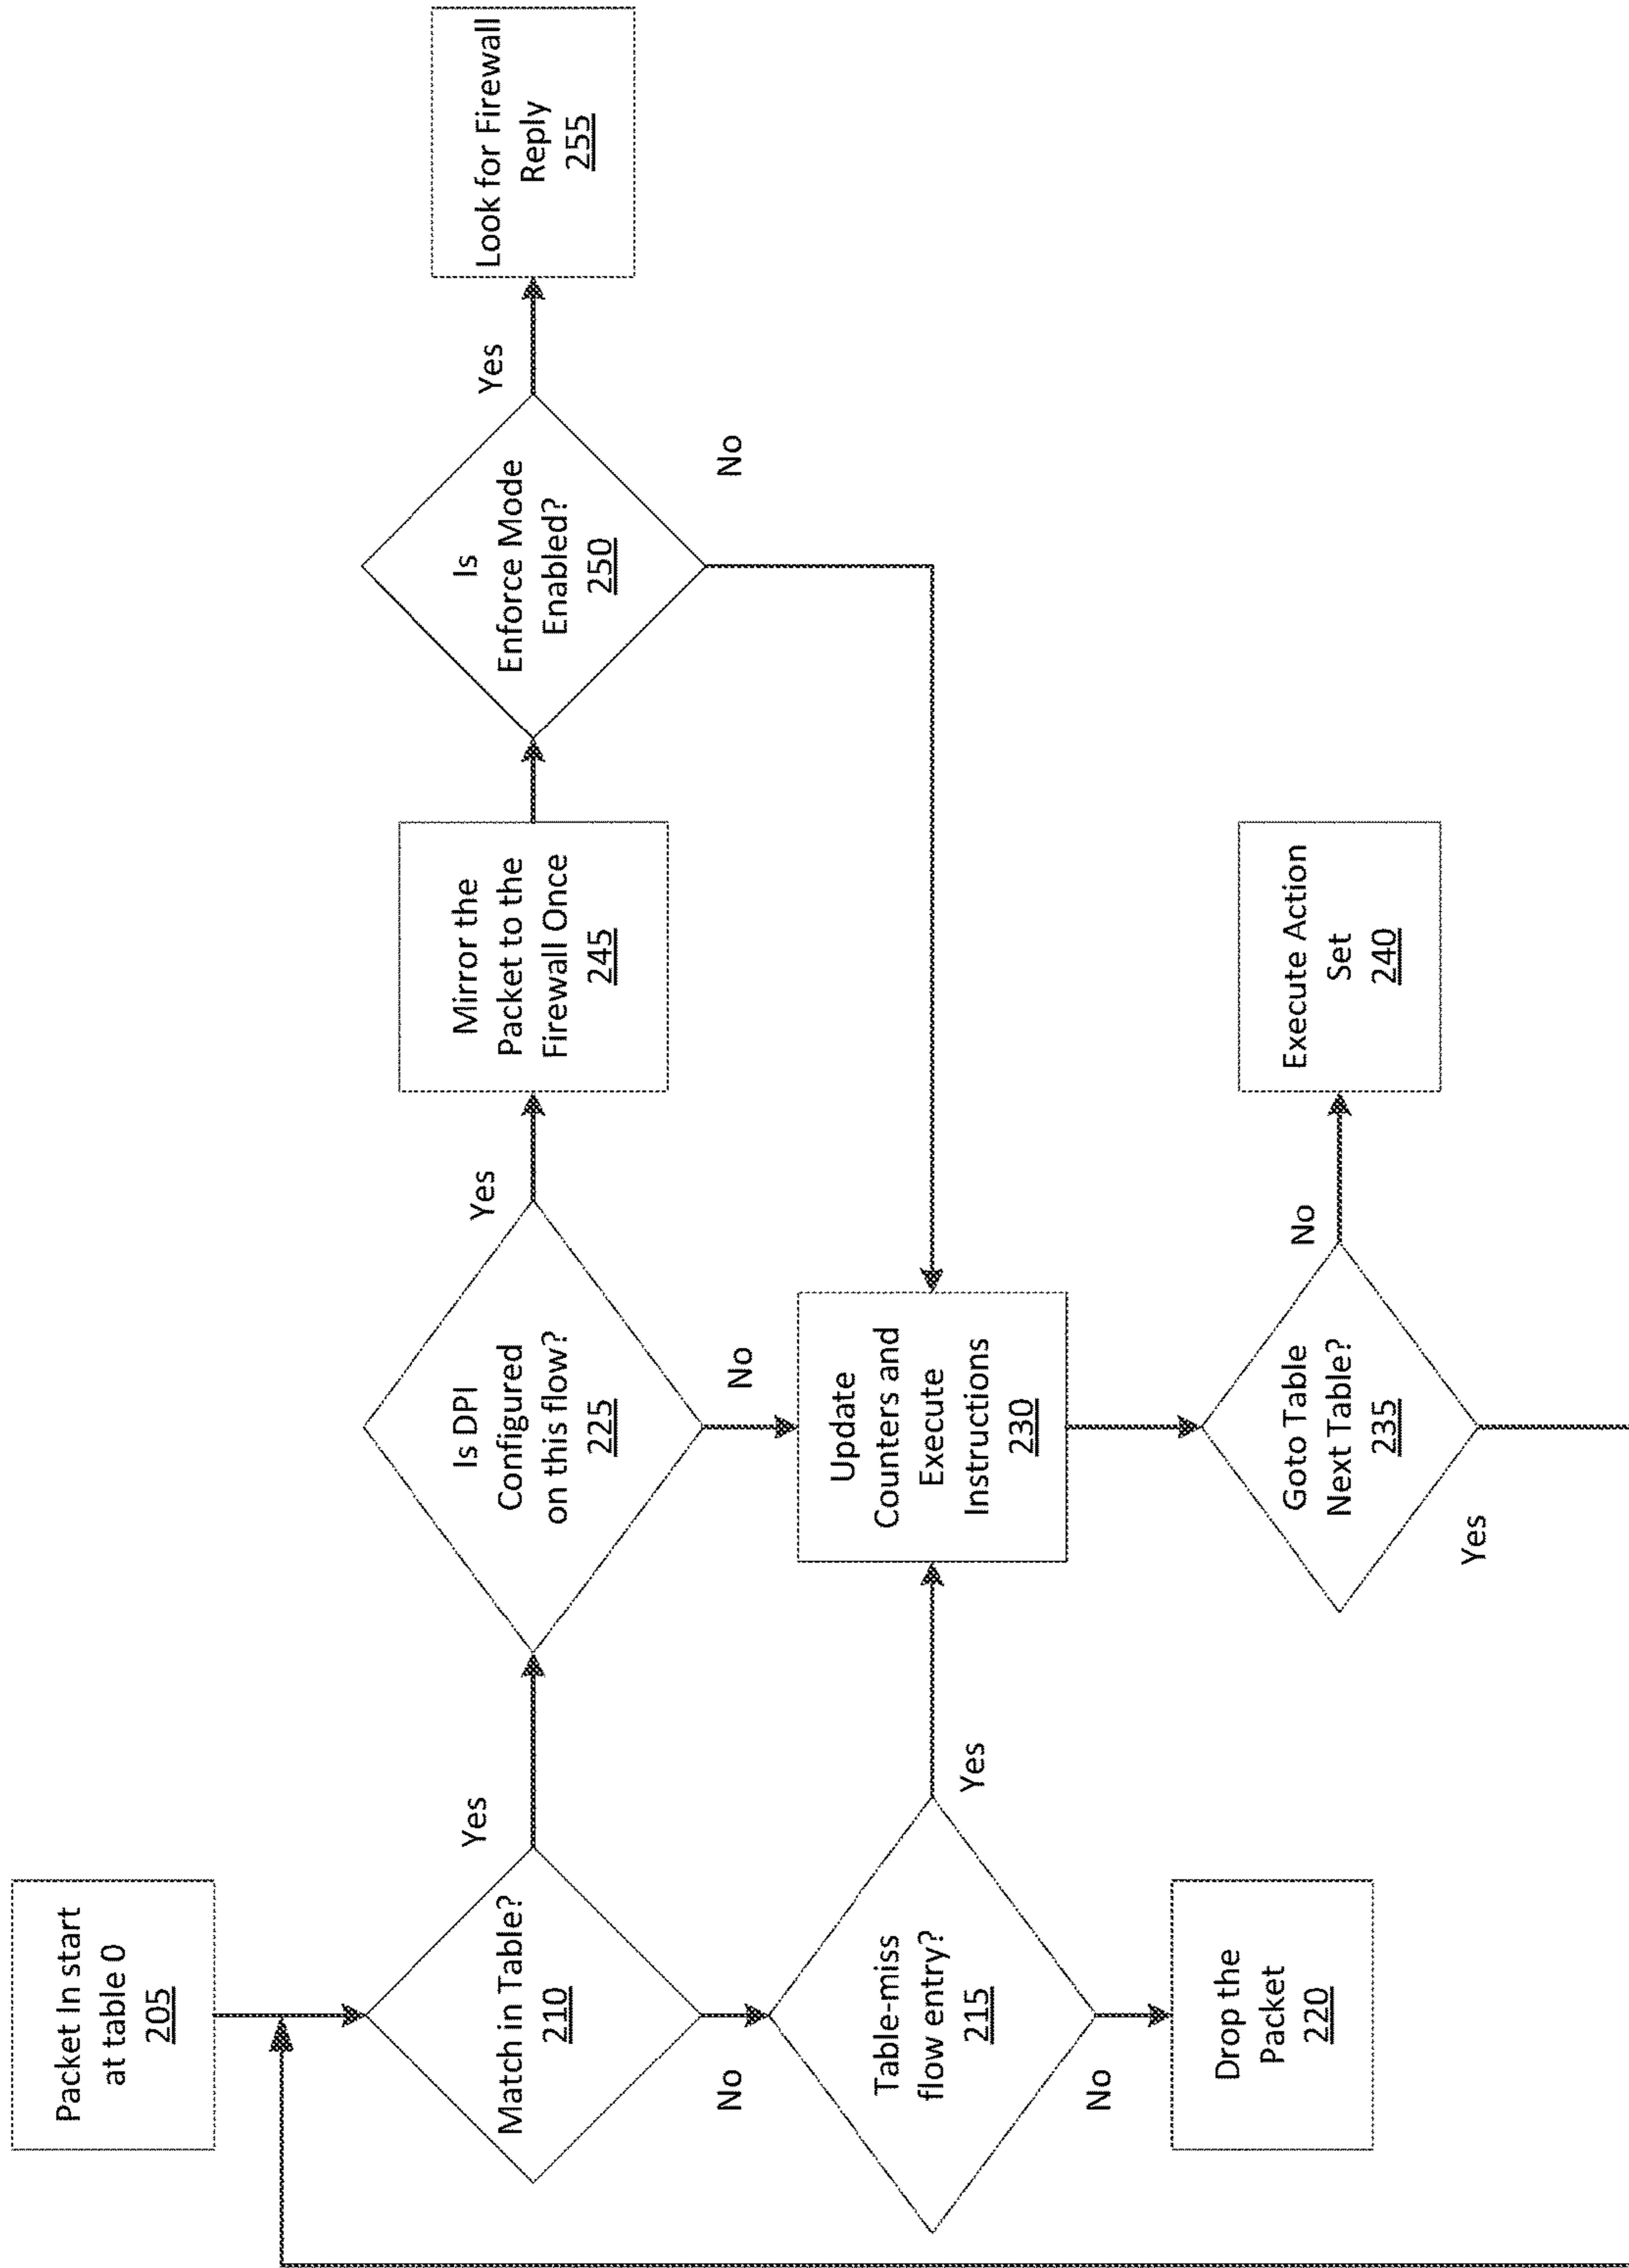 Packet In start
at table 0
205
Match in Table?
210
Yes
No
Is DPI
Configured
on this flow?
225
Yes
No
Mirror the
Packet to the
Firewall Once
245
Is
Enforce Mode
Enabled?
250
Yes
No
Look for Firewall
Reply
255
Table-miss
flow entry?
215
Yes
No
Update
Counters and
Execute
Instructions
230
Drop the
Packet
220
Goto Table
Next Table?
235
No
Yes
Execute Action
Set
240